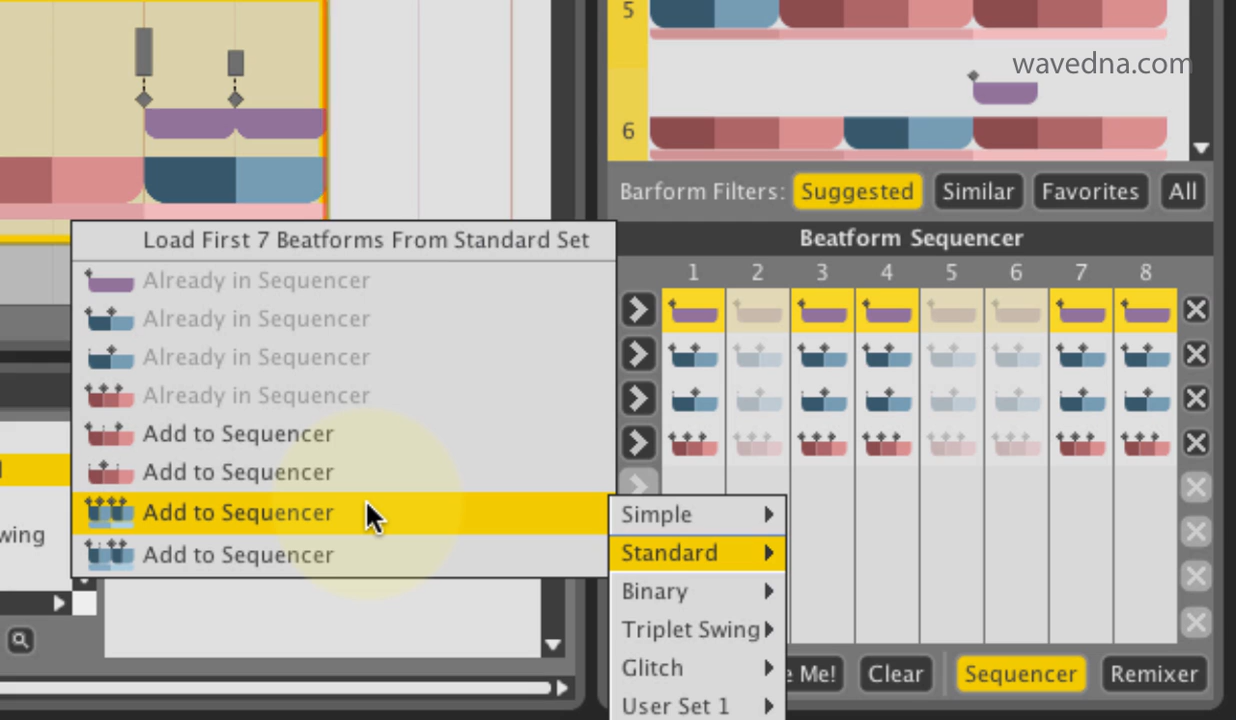 5
wavedna.com
6
Barform Filters: Suggested Similar Favorites All
Load First 7 Beatforms From Standard Set
Already in Sequencer
Already in Sequencer
Already in Sequencer
Already in Sequencer
Add to Sequencer
Add to Sequencer
Add to Sequencer
Add to Sequencer
Beatform Sequencer
1 2 3 4 5 6 7 8
Simple
Standard
Binary
Triplet Swing
Glitch
User Set 1
wing
e Me! Clear Sequencer Remixer